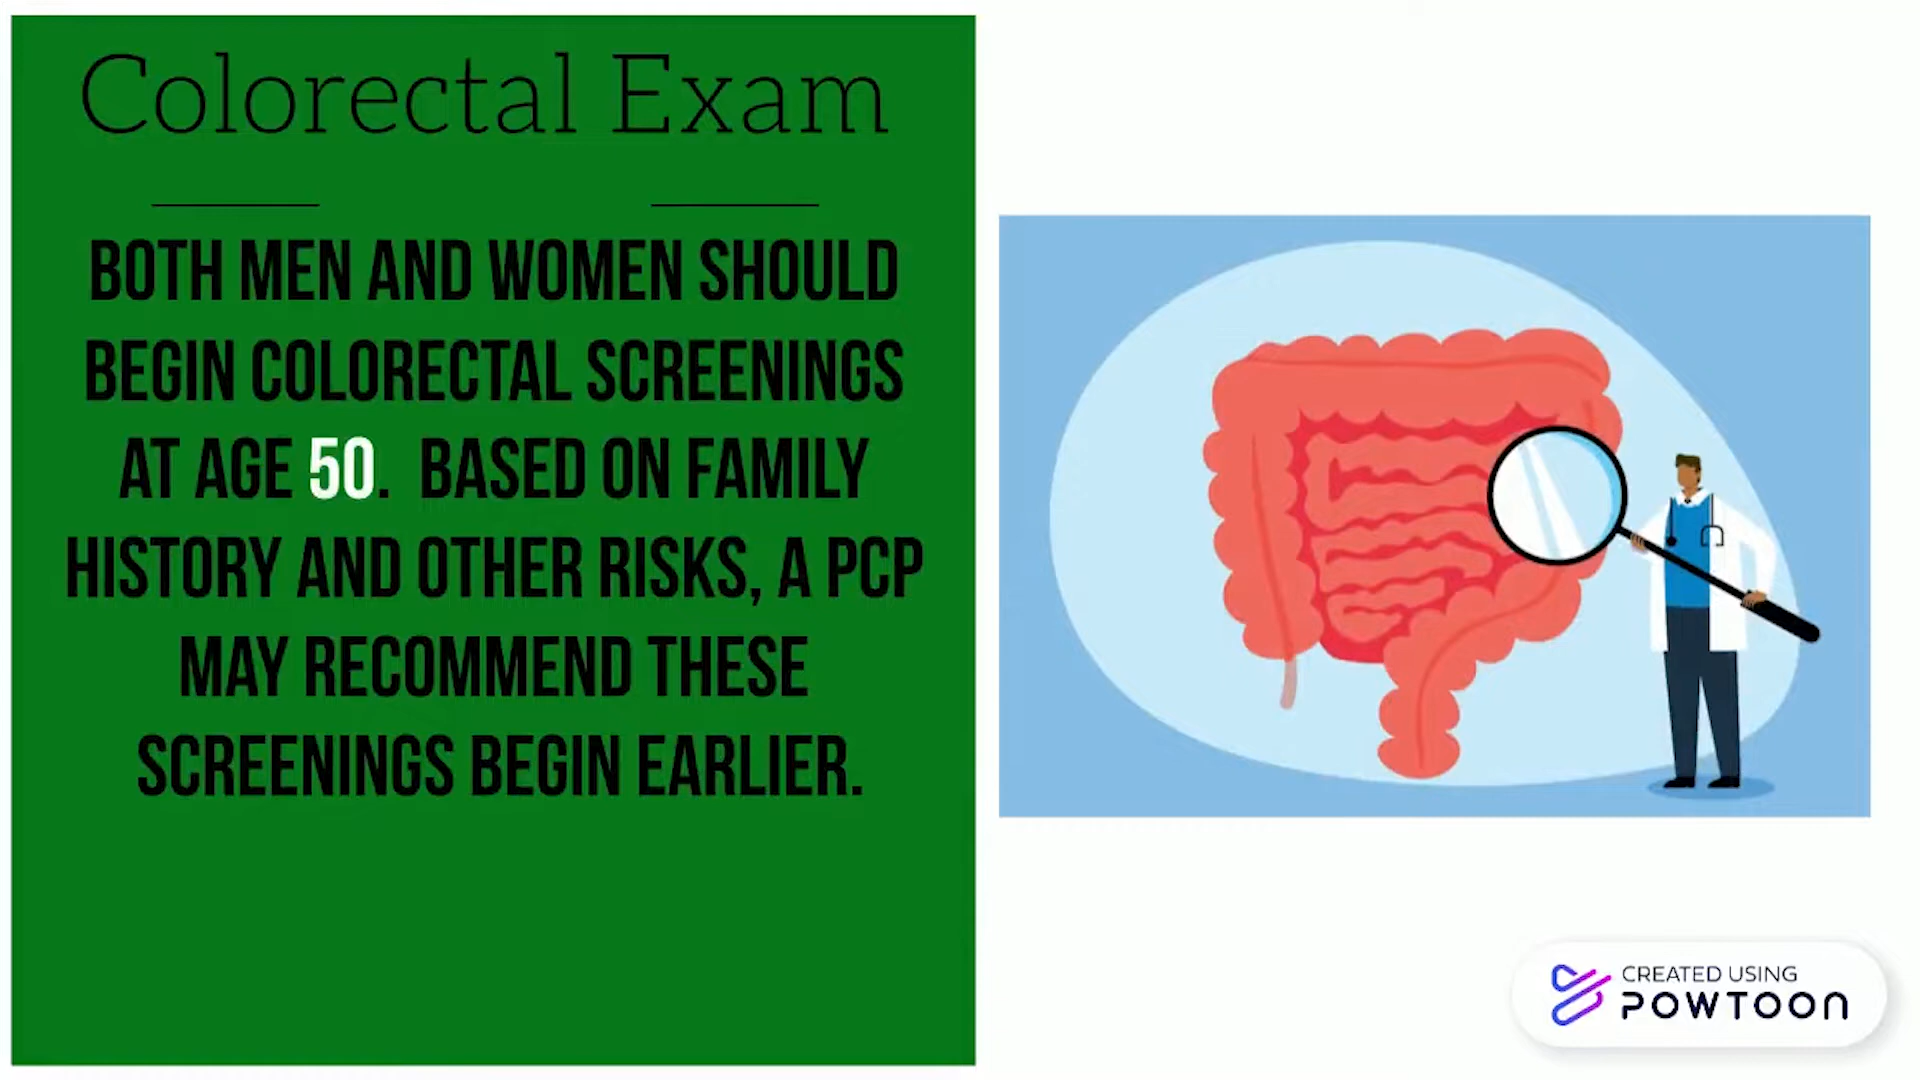 Colorectal Exam
BOTH MEN AND WOMEN SHOULD
BEGIN COLORECTAL SCREENINGS
AT AGE 50. BASED ON FAMILY
HISTORY AND OTHER RISKS, A PCP
MAY RECOMMEND THESE
SCREENINGS BEGIN EARLIER.
CREATED USING
POWTOON